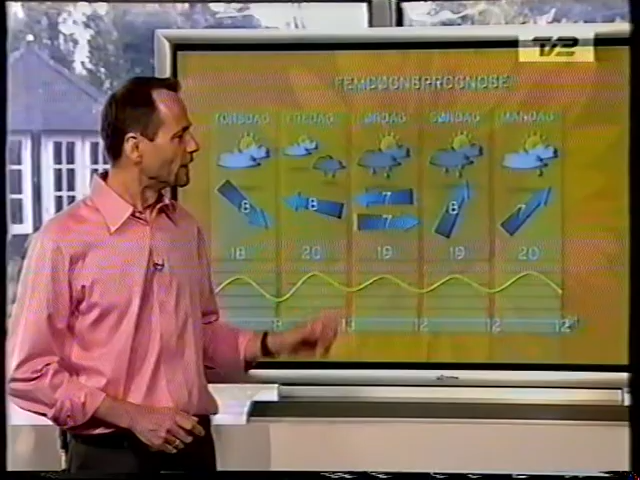 TV2
FEMDØGNSPROGNOSE
TORSDAG FREDAG LØRDAG SØNDAG MANDAG
8 8 7 8 7
7
18 20 19 19 20
8 13 12 12 12